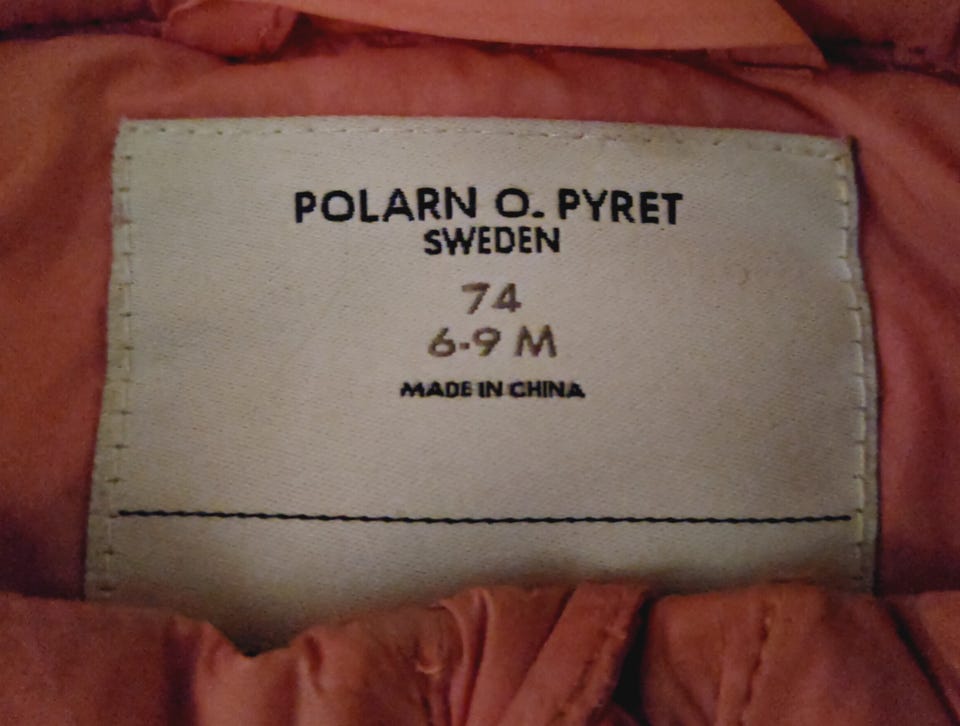 POLARN O. PYRET
SWEDEN
74
6-9 M
MADE IN CHINA